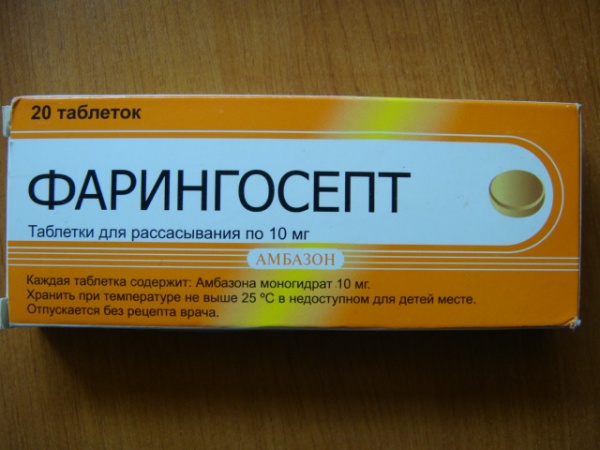 20 таблеток
ФАРИНГОСЕПТ
Таблетки для рассасывания по 10 мг
АМБАЗОН
Каждая таблетка содержит: Амбазона моногидрат 10 мг.
Хранить при температуре не выше 25 ºС в недоступном для детей месте.
Отпускается без рецепта врача.